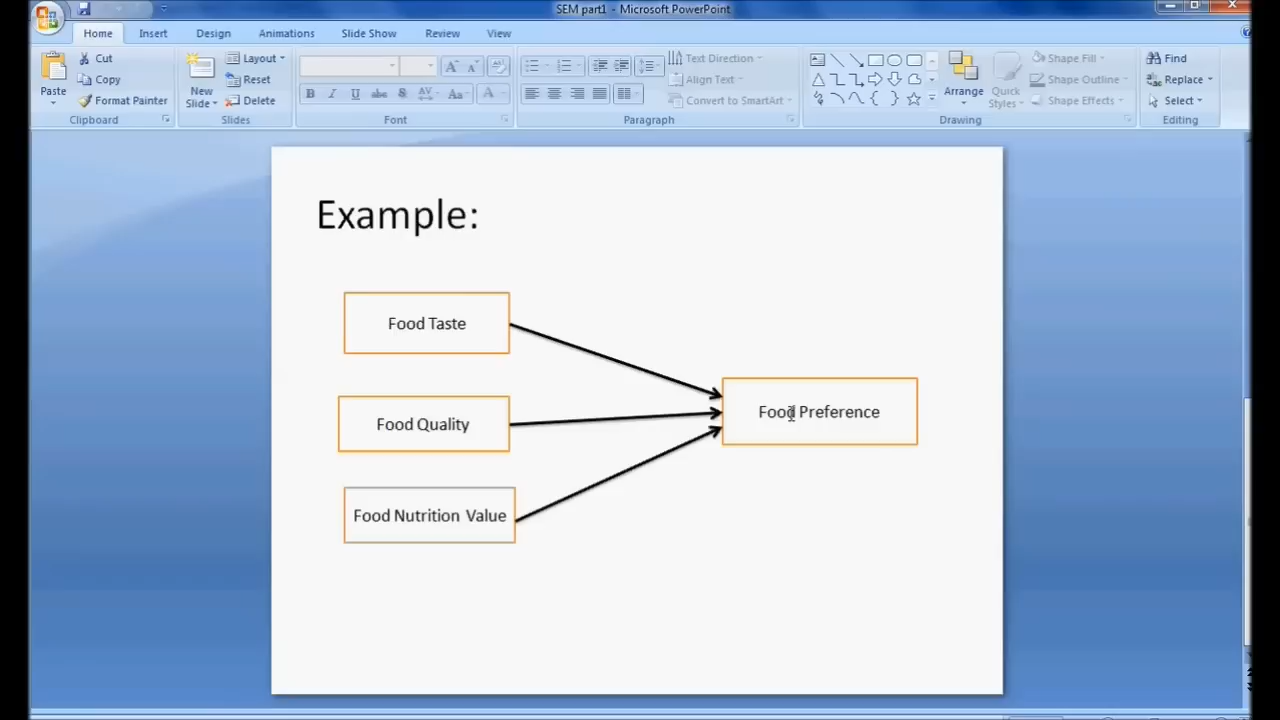 SEM part1 - Microsoft PowerPoint
Home Insert Design Animations Slide Show Review View
Paste
Cut
Copy
Format Painter
Clipboard
New
Slide
Layout
Reset
Delete
Slides
B I U abc S AV Aa A
Font
Text Direction
Align Text
Convert to SmartArt
Paragraph
Arrange
Quick
Styles
Shape Fill
Shape Outline
Shape Effects
Drawing
Find
Replace
Select
Editing
Example:
Food Taste
Food Quality
Food Nutrition Value
Food Preference